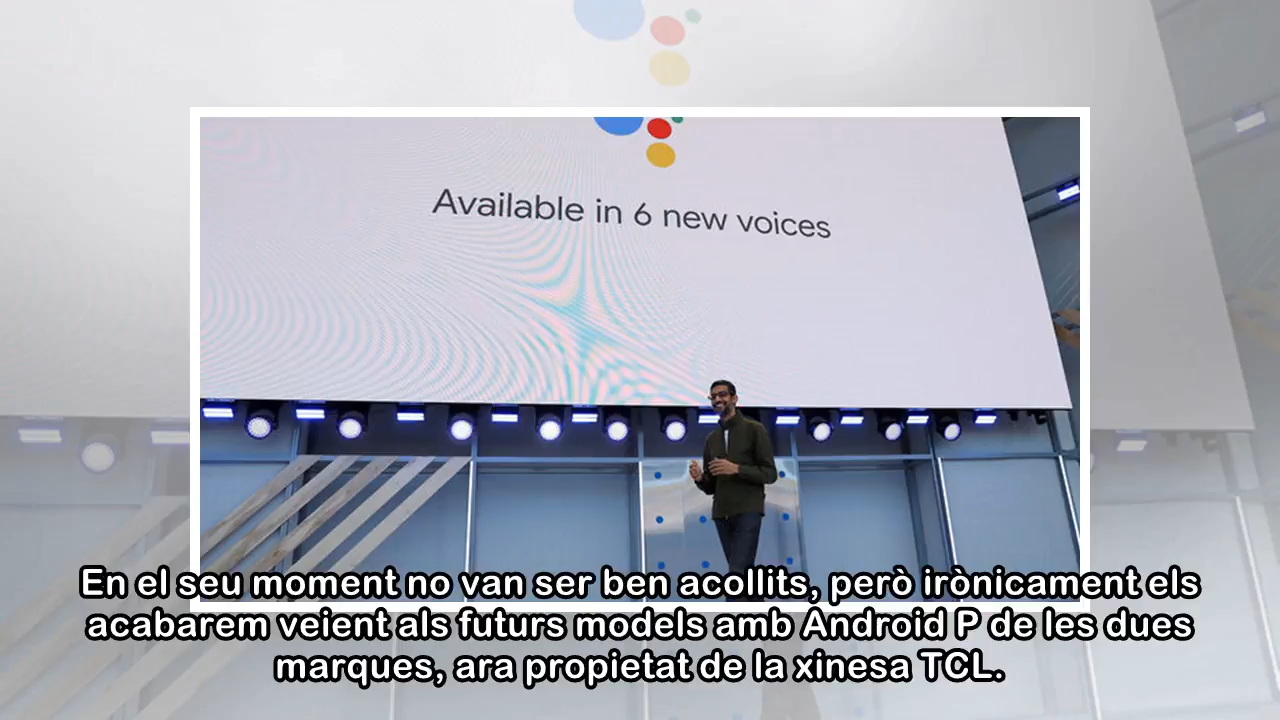 Available in 6 new voices
En el seu moment no van ser ben acollits, però irònicament els
acabarem veient als futurs models amb Android P de les dues
marques, ara propietat de la xinesa TCL.